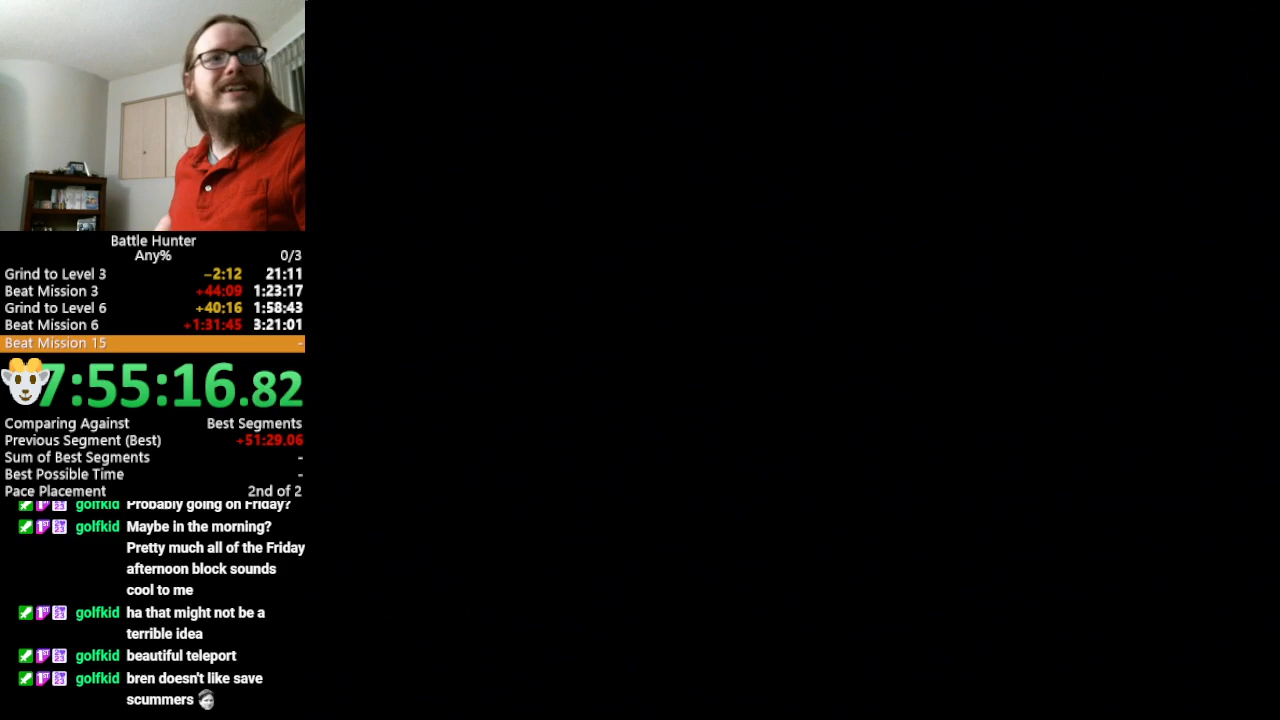 Battle Hunter
Any% 0/3
Grind to Level 3 −2:12 21:11
Beat Mission 3 +44:09 1:23:17
Grind to Level 6 +40:16 1:58:43
Beat Mission 6 +1:31:45 3:21:01
Beat Mission 15 -
7:55:16.82
Comparing Against Best Segments
Previous Segment (Best) +51:29.06
Sum of Best Segments -
Best Possible Time -
Pace Placement 2nd of 2
golfkid Probably going on Friday?
golfkid Maybe in the morning?
Pretty much all of the Friday
afternoon block sounds
cool to me
golfkid ha that might not be a
terrible idea
golfkid beautiful teleport
golfkid bren doesn't like save
scummers